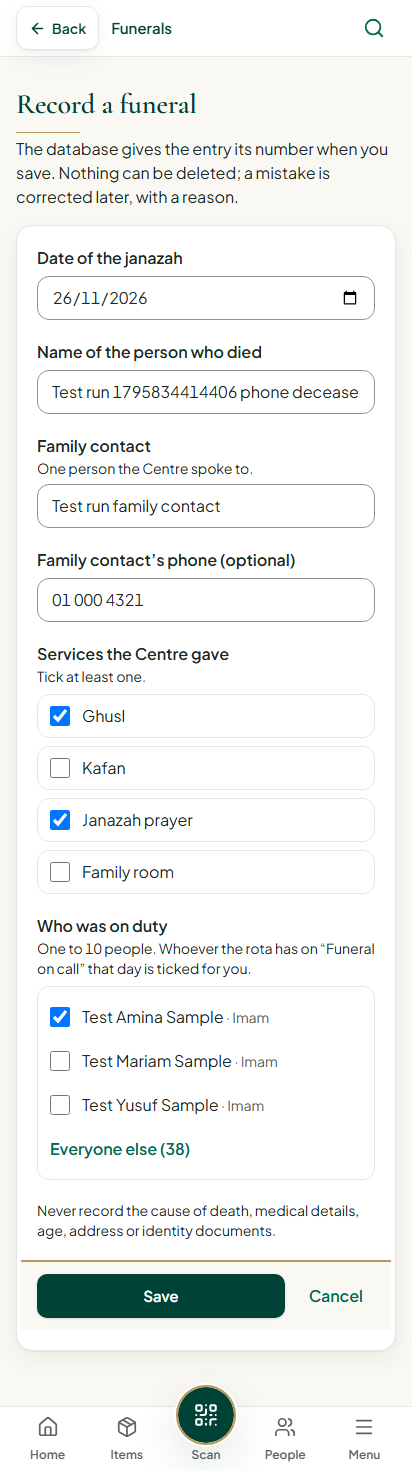 Back
Funerals
Record a funeral
The database gives the entry its number when you
save. Nothing can be deleted; a mistake is
corrected later, with a reason.
Date of the janazah
26/11/2026
Name of the person who died
Test run 1795834414406 phone decease
Family contact
One person the Centre spoke to.
Test run family contact
Family contact’s phone (optional)
01 000 4321
Services the Centre gave
Tick at least one.
Ghusl
Kafan
Janazah prayer
Family room
Who was on duty
One to 10 people. Whoever the rota has on “Funeral
on call” that day is ticked for you.
Test Amina Sample · Imam
Test Mariam Sample · Imam
Test Yusuf Sample · Imam
Everyone else (38)
Never record the cause of death, medical details,
age, address or identity documents.
Save
Cancel
Home
Items
Scan
People
Menu